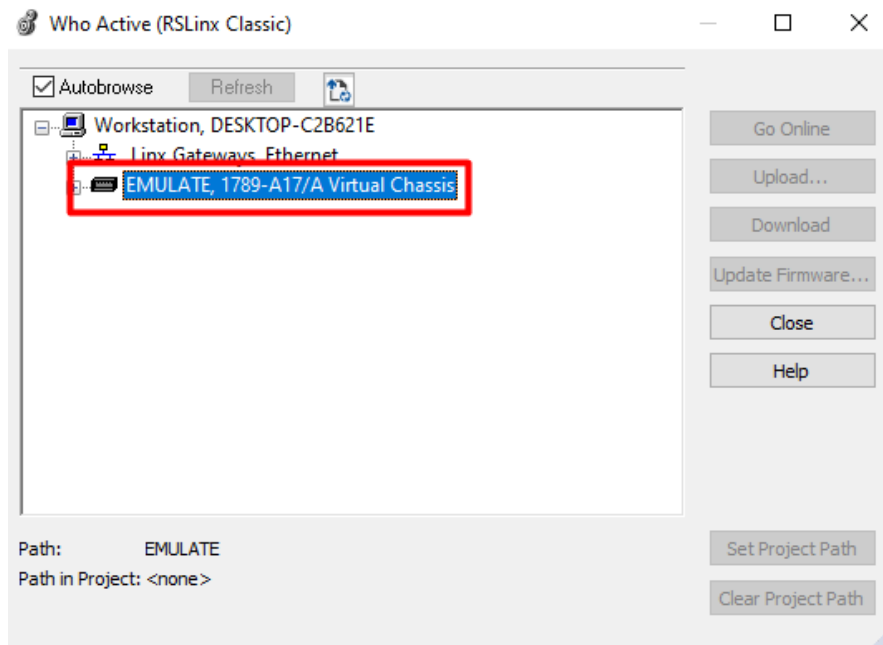 Who Active (RSLinx Classic)
Autobrowse
Refresh
Workstation, DESKTOP-C2B621E
Linx Gateways, Ethernet
EMULATE, 1789-A17/A Virtual Chassis
Go Online
Upload...
Download
Update Firmware...
Close
Help
Path: EMULATE
Path in Project: <none>
Set Project Path
Clear Project Path